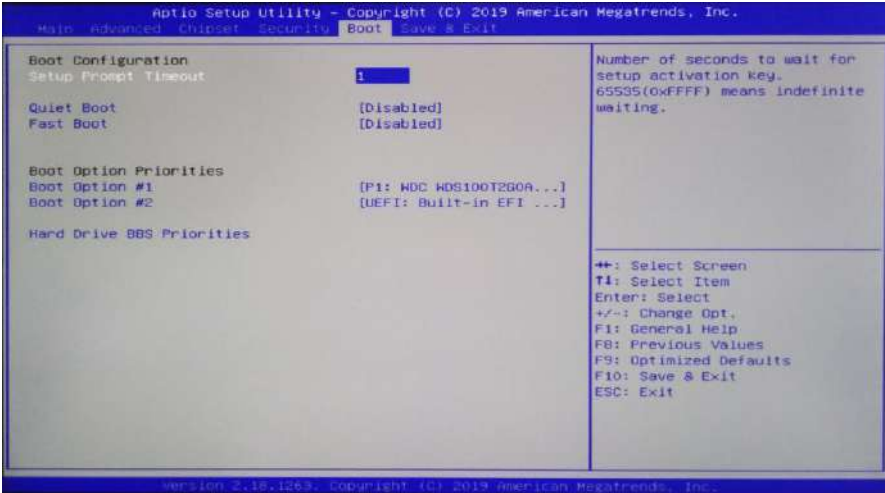 Aptio Setup Utility – Copyright (C) 2019 American Megatrends, Inc.
Main Advanced Chipset Security Boot Save & Exit
Boot Configuration
Setup Prompt Timeout 1
Quiet Boot [Disabled]
Fast Boot [Disabled]
Boot Option Priorities
Boot Option #1 [P1: WDC WDS100T2G0A...]
Boot Option #2 [UEFI: Built-in EFI ...]
Hard Drive BBS Priorities
Number of seconds to wait for
setup activation key.
65535(0xFFFF) means indefinite
waiting.
→←: Select Screen
↑↓: Select Item
Enter: Select
+/-: Change Opt.
F1: General Help
F8: Previous Values
F9: Optimized Defaults
F10: Save & Exit
ESC: Exit
Version 2.18.1263. Copyright (C) 2019 American Megatrends, Inc.